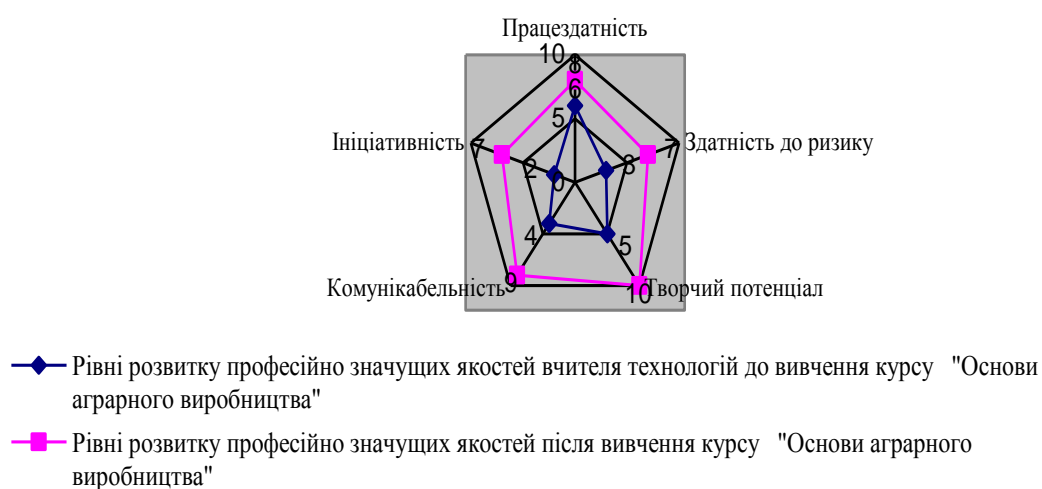 Працездатність
10
8
6
5
Ініціативність
7
2
0
3
7
Здатність до ризику
4
5
Комунікабельність
9
10
Творчий потенціал
Рівні розвитку професійно значущих якостей вчителя технологій до вивчення курсу "Основи
аграрного виробництва"
Рівні розвитку професійно значущих якостей після вивчення курсу "Основи аграрного
виробництва"